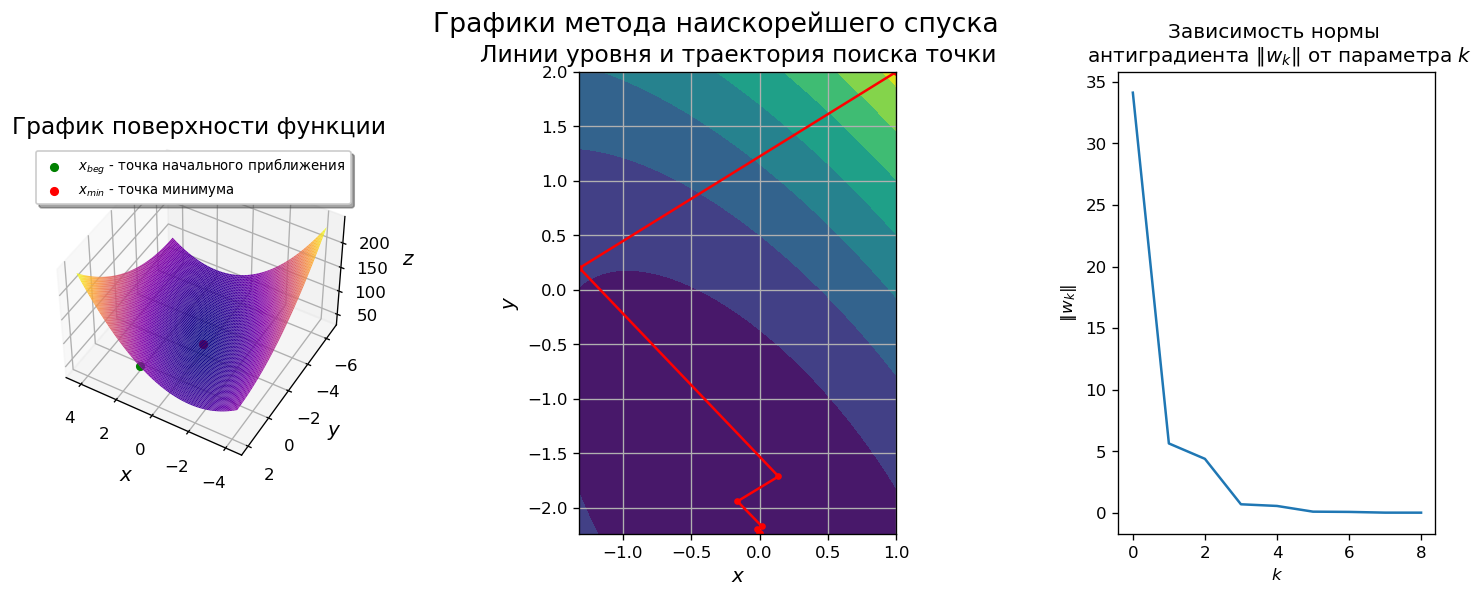 Графики метода наискорейшего спуска
График поверхности функции
x_beg - точка начального приближения
x_min - точка минимума
200
150
100
50
z
4
2
0
−2
−4
x
−6
−4
−2
0
2
y
Линии уровня и траектория поиска точки
2.0
1.5
1.0
0.5
0.0
−0.5
−1.0
−1.5
−2.0
y
−1.0
−0.5
0.0
0.5
1.0
x
Зависимость нормы
антиградиента ‖w_k‖ от параметра k
35
30
25
20
15
10
5
0
‖w_k‖
0
2
4
6
8
k